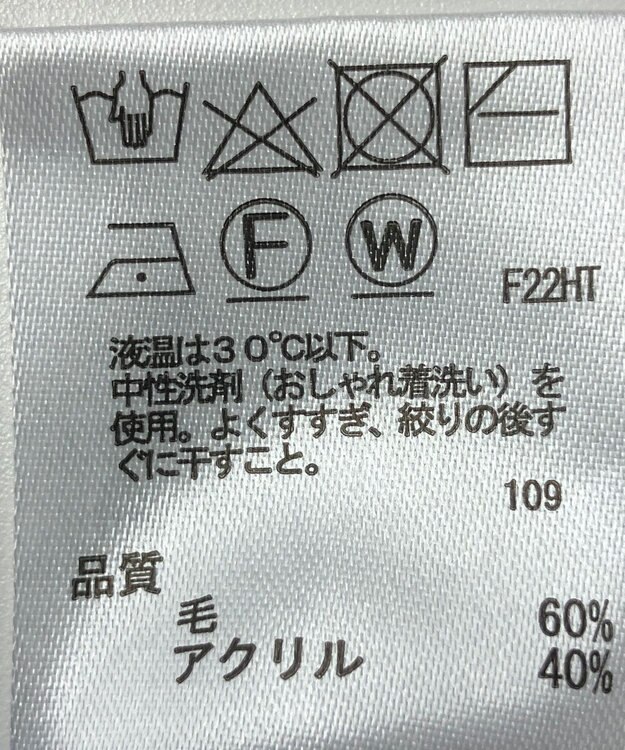 F
W
F22HT
液温は30℃以下。
中性洗剤（おしゃれ着洗い）を
使用。よくすすぎ、絞りの後す
ぐに干すこと。
109
品質
毛 60%
アクリル 40%